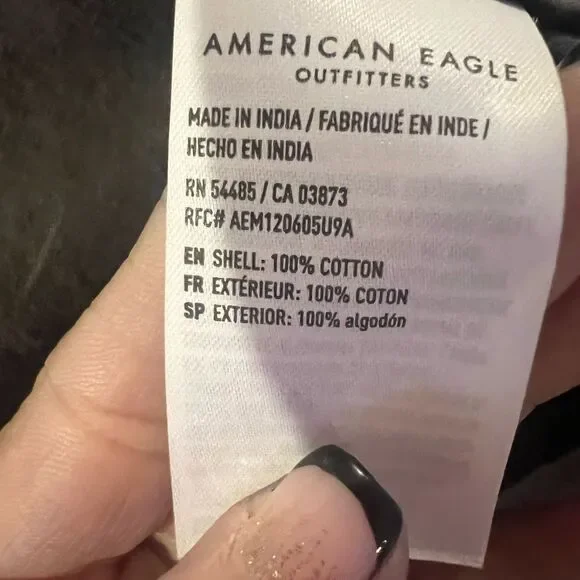 AMERICAN EAGLE
OUTFITTERS
MADE IN INDIA / FABRIQUÉ EN INDE /
HECHO EN INDIA
RN 54485 / CA 03873
RFC# AEM120605U9A
EN SHELL: 100% COTTON
FR EXTÉRIEUR: 100% COTON
SP EXTERIOR: 100% algodón